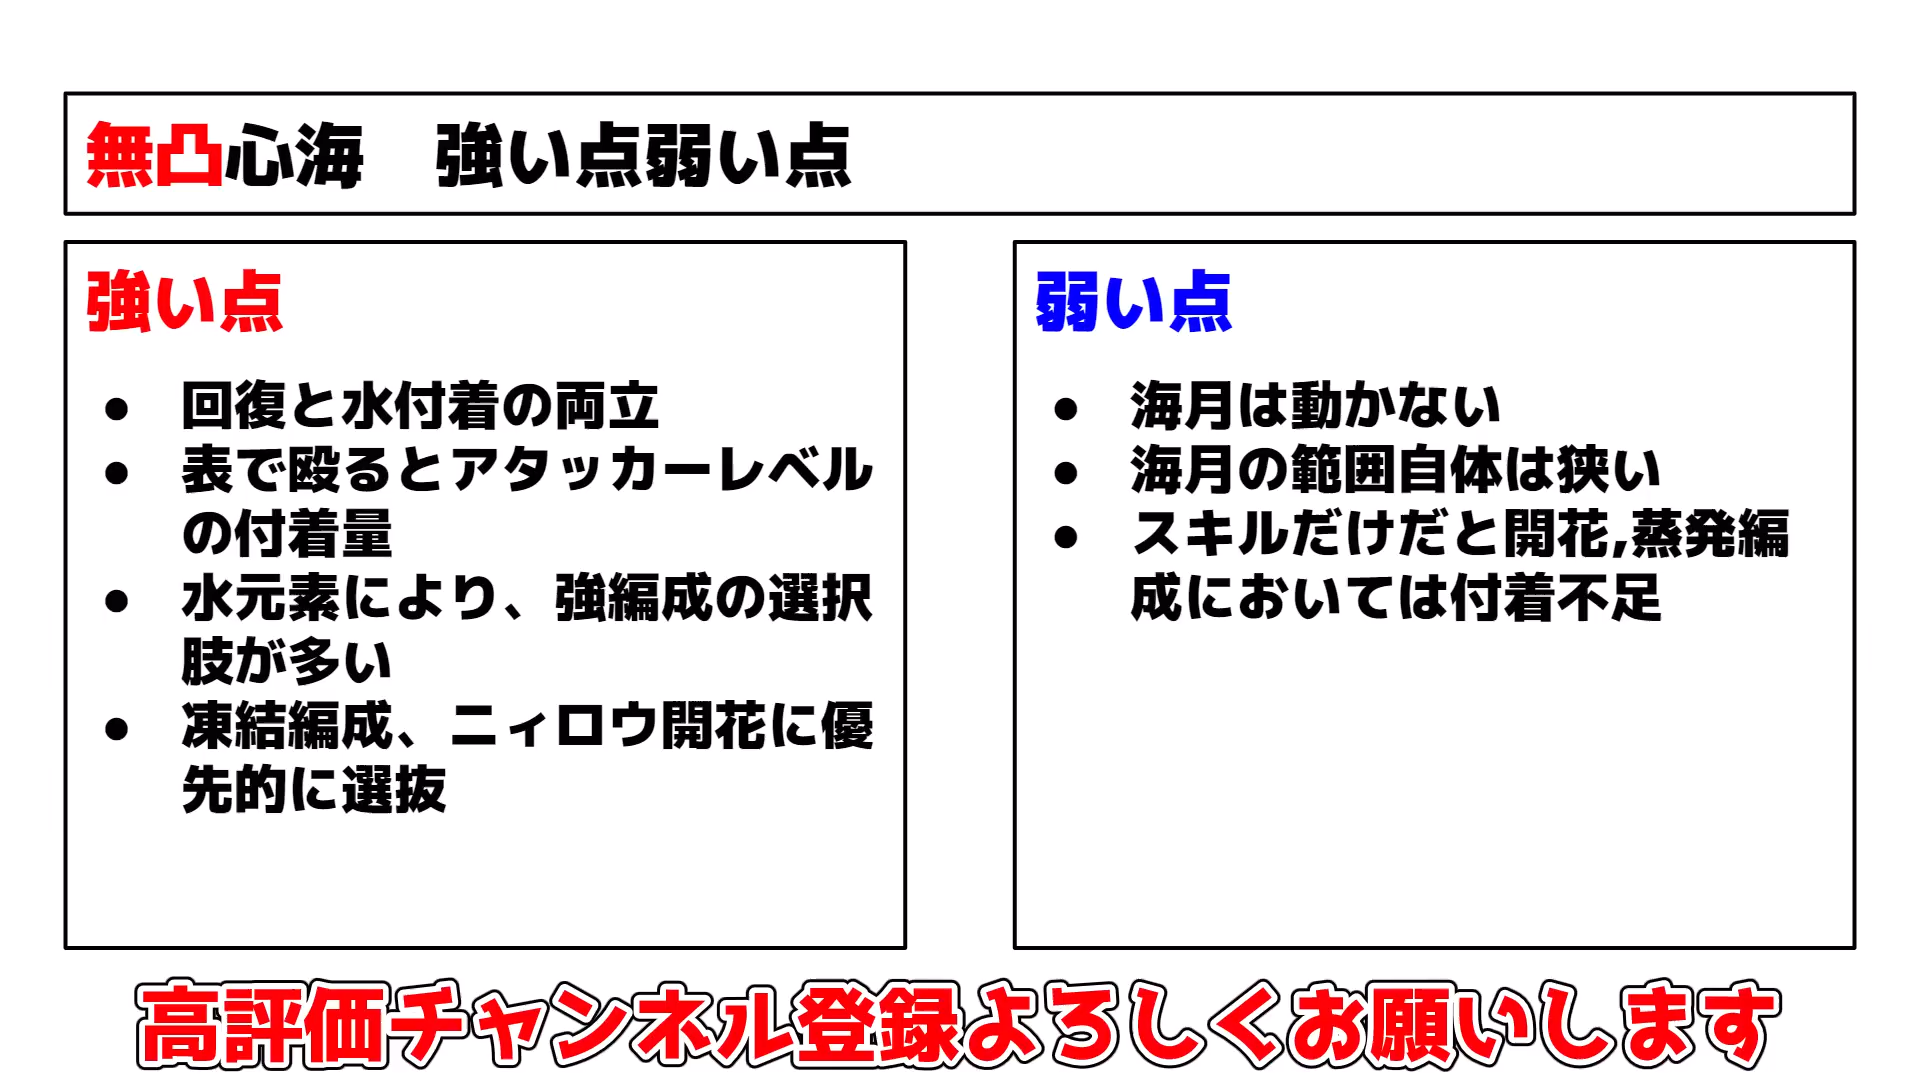 無凸心海　強い点弱い点
強い点
● 回復と水付着の両立
● 表で殴るとアタッカーレベル
の付着量
● 水元素により、強編成の選択
肢が多い
● 凍結編成、ニィロウ開花に優
先的に選抜
弱い点
● 海月は動かない
● 海月の範囲自体は狭い
● スキルだけだと開花,蒸発編
成においては付着不足
高評価チャンネル登録よろしくお願いします